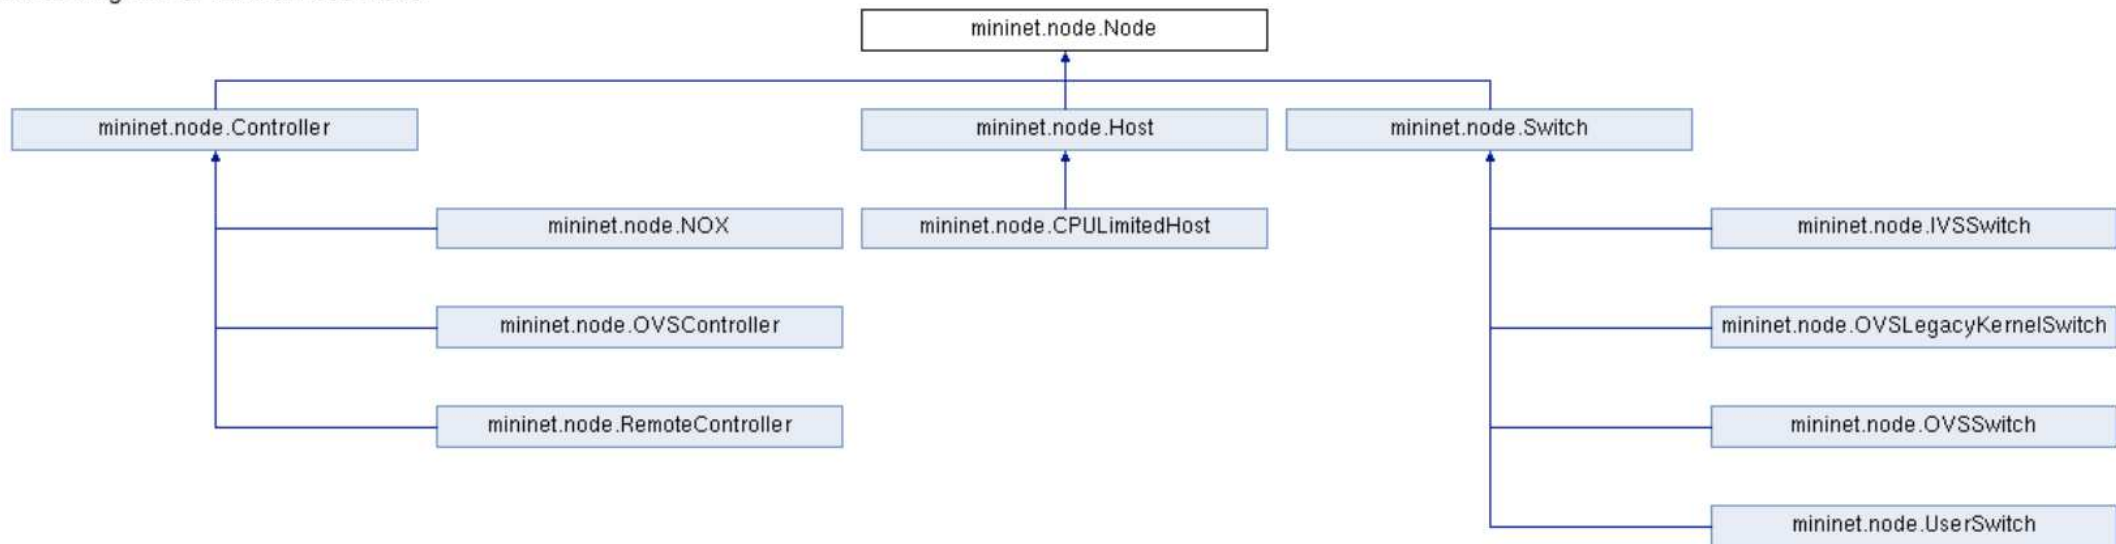 mininet.node.Node
mininet.node.Controller
mininet.node.Host
mininet.node.Switch
mininet.node.NOX
mininet.node.CPULimitedHost
mininet.node.IVSSwitch
mininet.node.OVSController
mininet.node.OVSLegacyKernelSwitch
mininet.node.RemoteController
mininet.node.OVSSwitch
mininet.node.UserSwitch